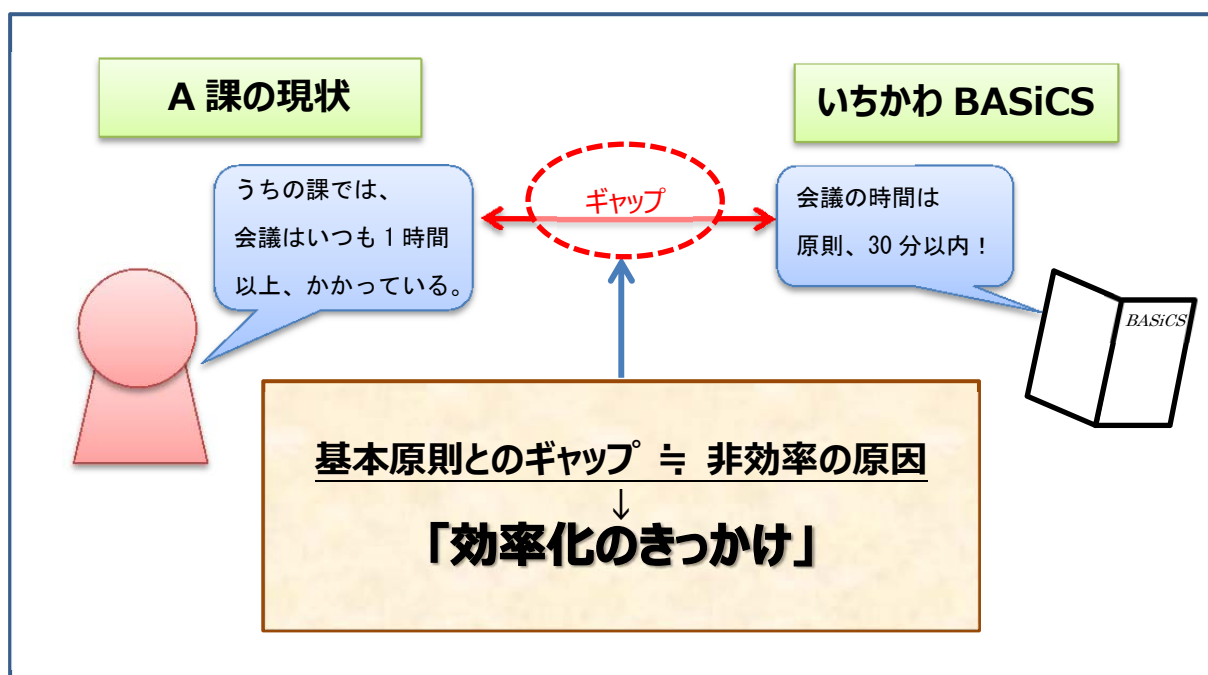 A 課の現状
いちかわ BASiCS
うちの課では、
会議はいつも 1 時間
以上、かかっている。
ギャップ
会議の時間は
原則、30 分以内！
BASiCS
基本原則とのギャップ ≒ 非効率の原因
↓
「効率化のきっかけ」